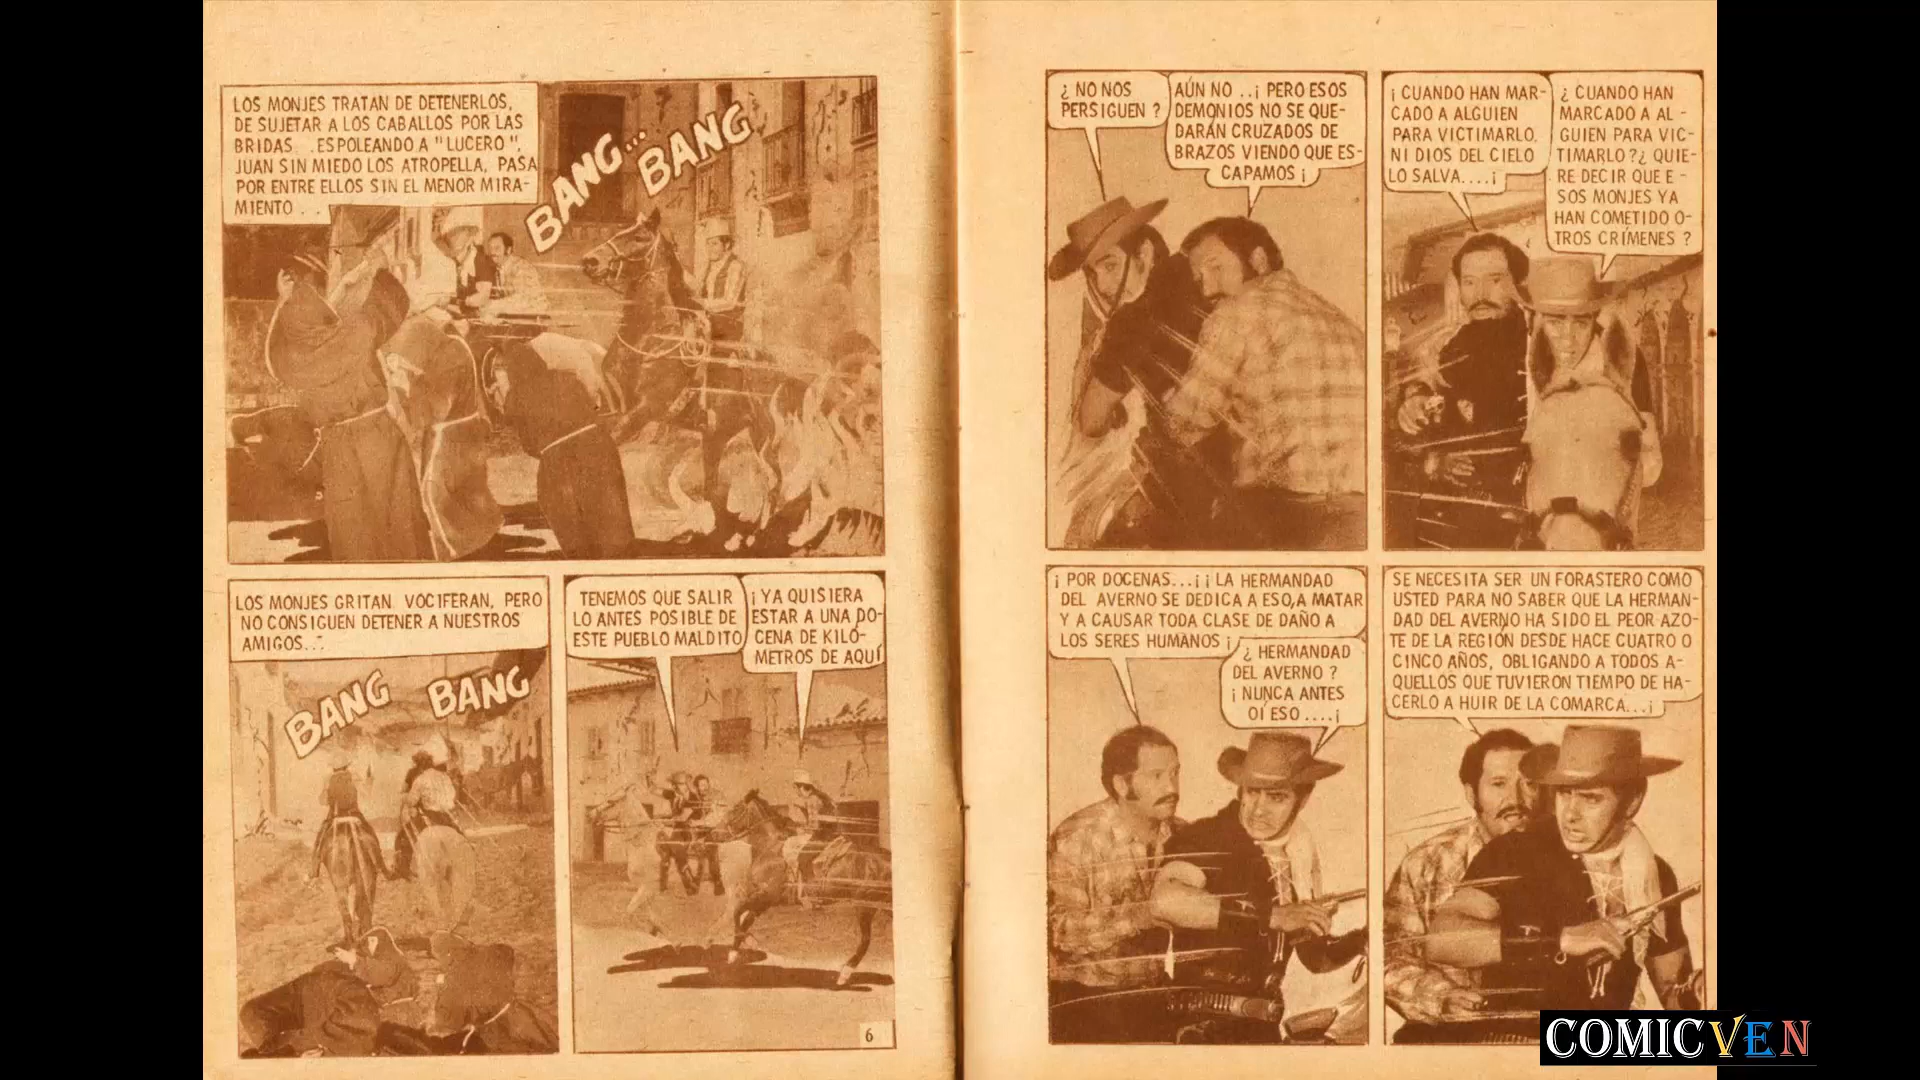 LOS MONJES TRATAN DE DETENERLOS,
DE SUJETAR A LOS CABALLOS POR LAS
BRIDAS. .ESPOLEANDO A "LUCERO",
JUAN SIN MIEDO LOS ATROPELLA, PASA
POR ENTRE ELLOS SIN EL MENOR MIRA-
MIENTO . .
BANG... BANG
LOS MONJES GRITAN, VOCIFERAN, PERO
NO CONSIGUEN DETENER A NUESTROS
AMIGOS...
BANG BANG
TENEMOS QUE SALIR
LO ANTES POSIBLE DE
ESTE PUEBLO MALDITO
¡YA QUISIERA
ESTAR A UNA DO-
CENA DE KILÓ-
METROS DE AQUÍ
6
¿ NO NOS
PERSIGUEN ?
AÚN NO ..¡ PERO ESOS
DEMONIOS NO SE QUE-
DARÁN CRUZADOS DE
BRAZOS VIENDO QUE ES-
CAPAMOS ¡
¡ CUANDO HAN MAR-
CADO A ALGUIEN
PARA VICTIMARLO,
NI DIOS DEL CIELO
LO SALVA....¡
¿ CUANDO HAN
MARCADO A AL-
GUIEN PARA VIC-
TIMARLO?¿ QUIE-
RE DECIR QUE E-
SOS MONJES YA
HAN COMETIDO O-
TROS CRÍMENES ?
¡ POR DOCENAS...¡¡ LA HERMANDAD
DEL AVERNO SE DEDICA A ESO, A MATAR
Y A CAUSAR TODA CLASE DE DAÑO A
LOS SERES HUMANOS ¡
¿ HERMANDAD
DEL AVERNO ?
¡ NUNCA ANTES
OÍ ESO ....¡
SE NECESITA SER UN FORASTERO COMO
USTED PARA NO SABER QUE LA HERMAN-
DAD DEL AVERNO HA SIDO EL PEOR AZO-
TE DE LA REGIÓN DESDE HACE CUATRO O
CINCO AÑOS, OBLIGANDO A TODOS A-
QUELLOS QUE TUVIERON TIEMPO DE HA-
CERLO A HUIR DE LA COMARCA...¡
COMICVEN